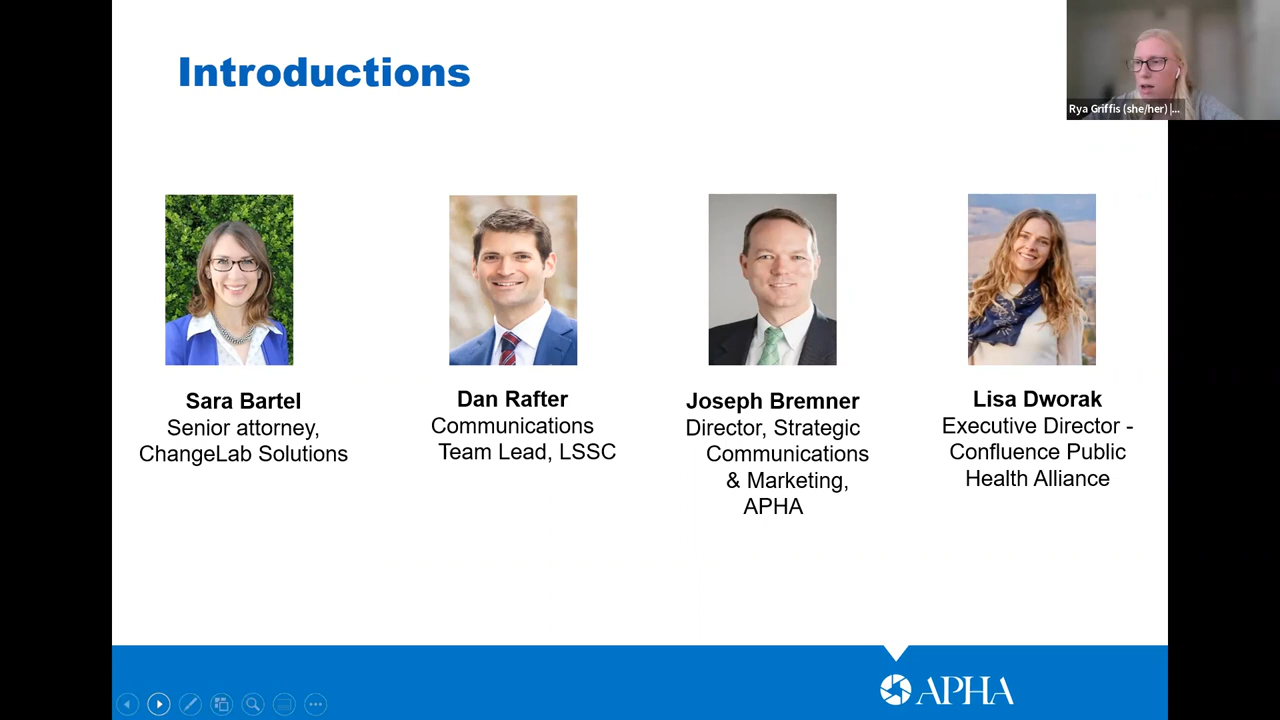 Introductions
Rya Griffis (she/her) |...
Sara Bartel
Senior attorney,
ChangeLab Solutions
Dan Rafter
Communications
Team Lead, LSSC
Joseph Bremner
Director, Strategic
Communications
& Marketing,
APHA
Lisa Dworak
Executive Director -
Confluence Public
Health Alliance
APHA